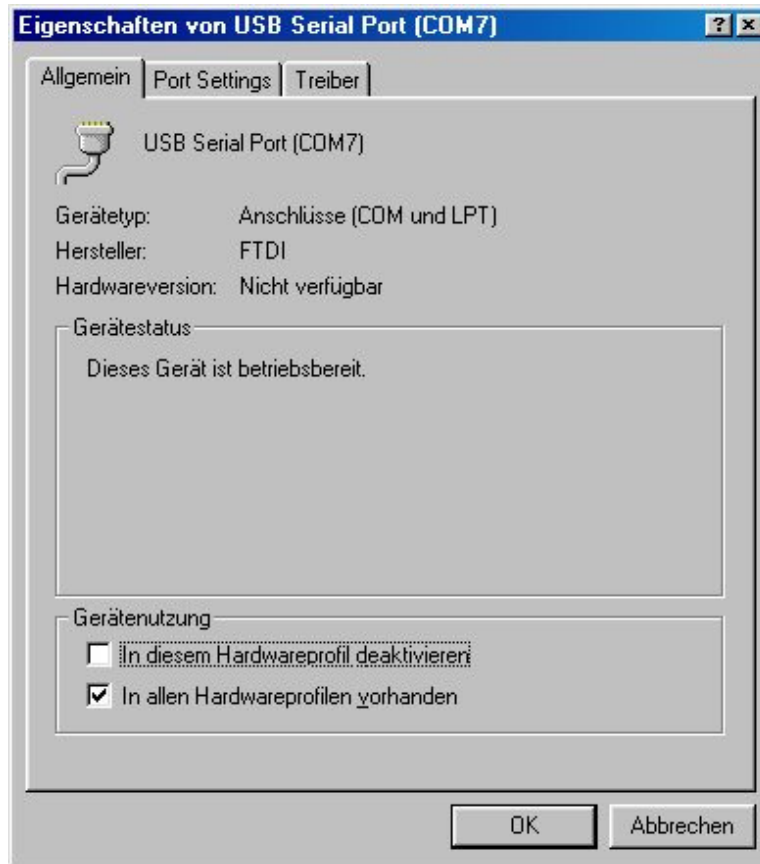 Eigenschaften von USB Serial Port (COM7)
Allgemein Port Settings Treiber
USB Serial Port (COM7)
Gerätetyp: Anschlüsse (COM und LPT)
Hersteller: FTDI
Hardwareversion: Nicht verfügbar
Gerätestatus
Dieses Gerät ist betriebsbereit.
Gerätenutzung
In diesem Hardwareprofil deaktivieren
In allen Hardwareprofilen vorhanden
OK Abbrechen